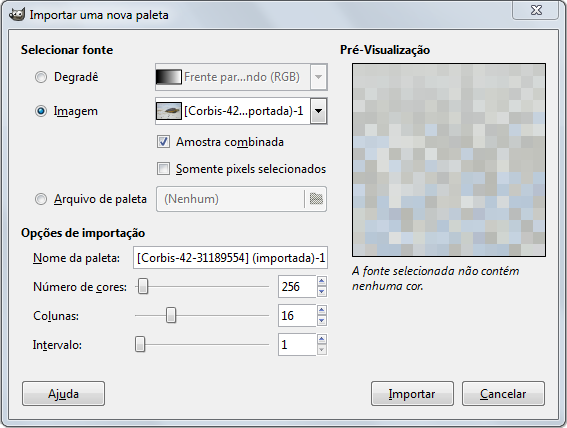 Importar uma nova paleta
Selecionar fonte
Degradê
Frente par...ndo (RGB)
Imagem
[Corbis-42...portada)-1
Amostra combinada
Somente pixels selecionados
Arquivo de paleta
(Nenhum)
Opções de importação
Nome da paleta:
[Corbis-42-31189554] (importada)-1
Número de cores:
256
Colunas:
16
Intervalo:
1
Pré-Visualização
A fonte selecionada não contém
nenhuma cor.
Ajuda
Importar
Cancelar